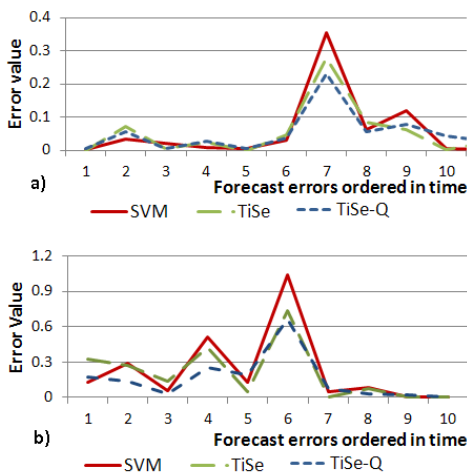 0.4
0.3
0.2
0.1
0
Error value
1 2 3 4 5 6 7 8 9 10
a)
Forecast errors ordered in time
SVM TiSe TiSe-Q
1.2
0.9
0.6
0.3
0
Error Value
1 2 3 4 5 6 7 8 9 10
b)
Forecast errors ordered in time
SVM TiSe TiSe-Q